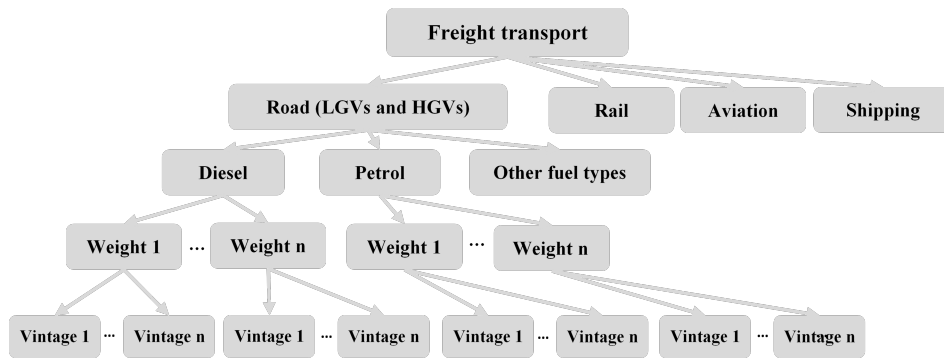 Freight transport
Road (LGVs and HGVs)
Rail
Aviation
Shipping
Diesel
Petrol
Other fuel types
Weight 1 ... Weight n
Weight 1 ... Weight n
Vintage 1 ... Vintage n
Vintage 1 ... Vintage n
Vintage 1 ... Vintage n
Vintage 1 ... Vintage n